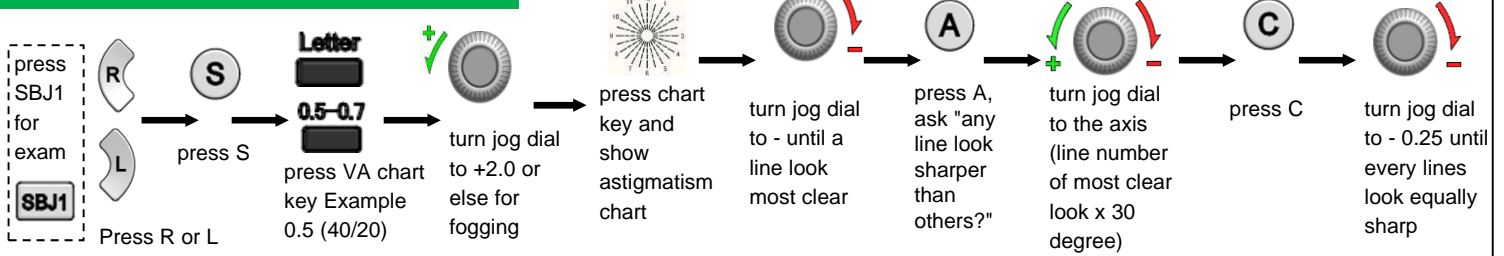 press
SBJ1
for
exam
SBJ1
R
L
Press R or L
S
press S
Letter
0.5-0.7
press VA chart
key Example
0.5 (40/20)
+
turn jog dial
to +2.0 or
else for
fogging
press chart
key and
show
astigmatism
chart
-
turn jog dial
to - until a
line look
most clear
A
press A,
ask "any
line look
sharper
than
others?"
+ -
turn jog dial
to the axis
(line number
of most clear
look x 30
degree)
C
press C
-
turn jog dial
to - 0.25 until
every lines
look equally
sharp